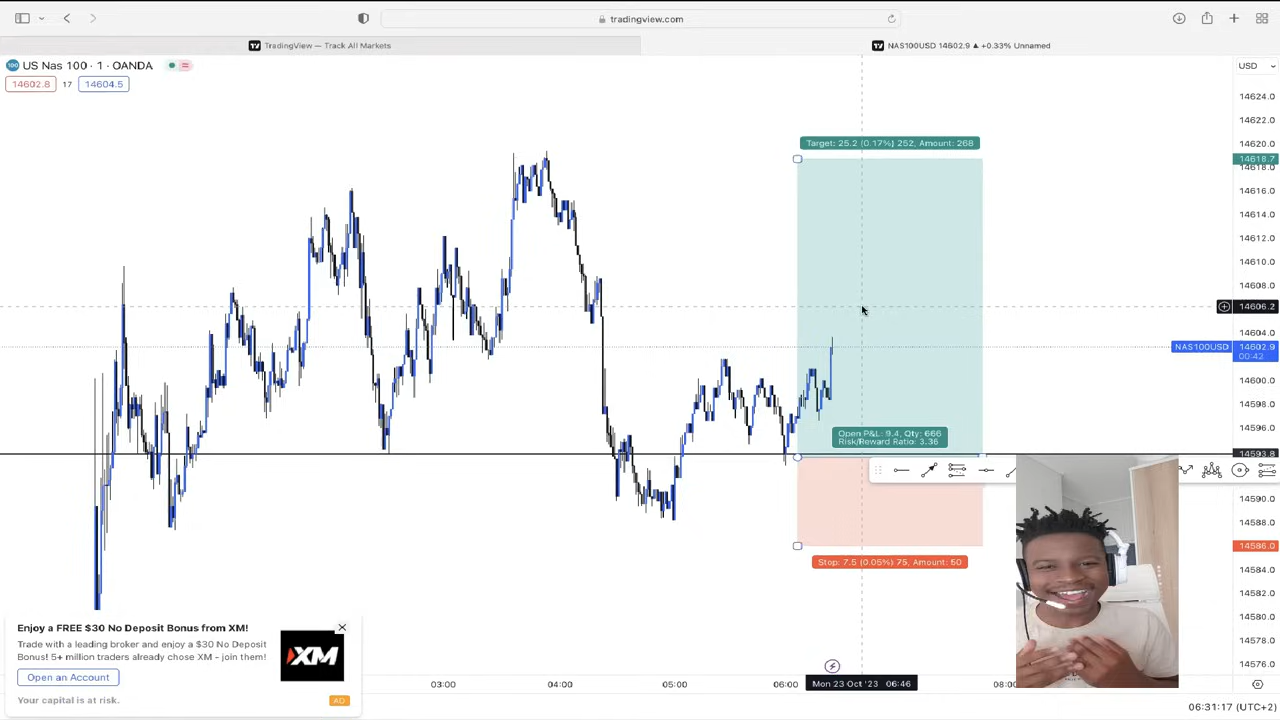 tradingview.com
TradingView — Track All Markets
NAS100USD 14602.9 ▲ +0.33% Unnamed
US Nas 100 · 1 · OANDA
USD
14602.8 17 14604.5
14624.0
14622.0
Target: 25.2 (0.17%) 252, Amount: 268
14620.0
14618.7
14618.0
14616.0
14614.0
14612.0
14610.0
14608.0
14606.2
14604.0
NAS100USD 14602.9
00:42
14600.0
14598.0
14596.0
Open P&L: 9.4, Qty: 666
Risk/Reward Ratio: 3.36
14593.8
14590.0
14588.0
14586.0
Stop: 7.5 (0.05%) 75, Amount: 50
14584.0
14582.0
14580.0
14578.0
14576.0
Enjoy a FREE $30 No Deposit Bonus from XM!
Trade with a leading broker and enjoy a $30 No Deposit
Bonus! 5+ million traders already chose XM - join them!
XM
Open an Account
Your capital is at risk.
AD
03:00 04:00 05:00 06:00 Mon 23 Oct '23 06:46 08:00
06:31:17 (UTC+2)